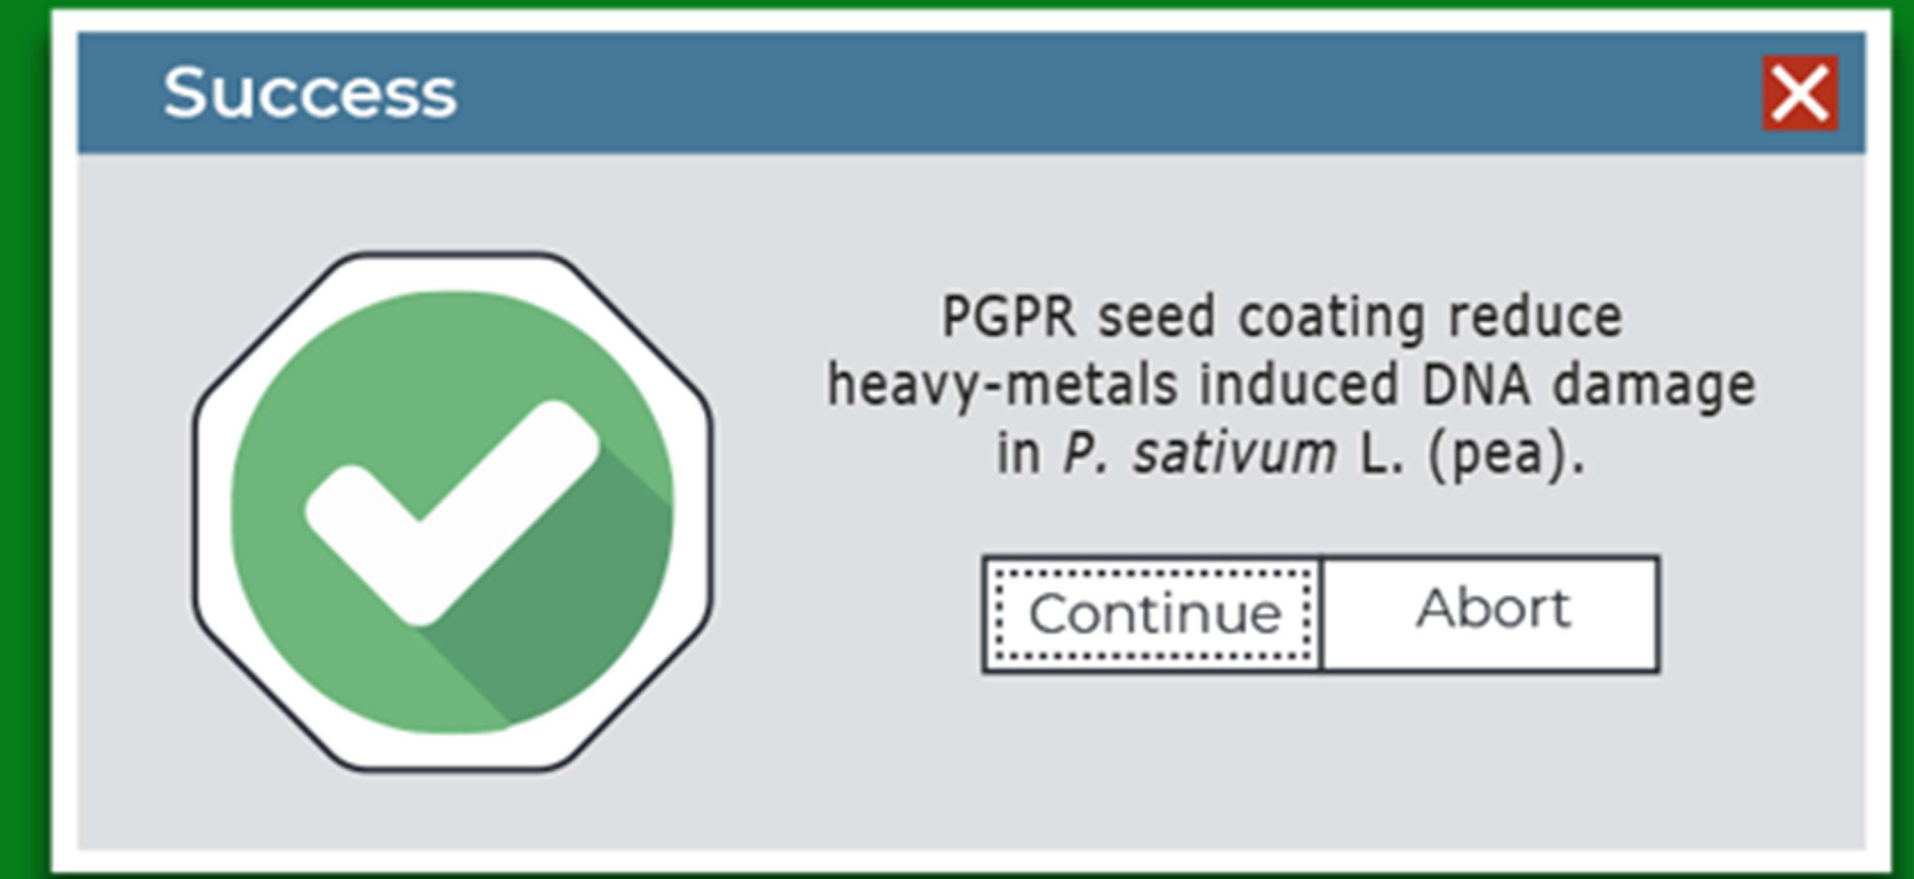 Success
PGPR seed coating reduce
heavy-metals induced DNA damage
in P. sativum L. (pea).
Continue
Abort